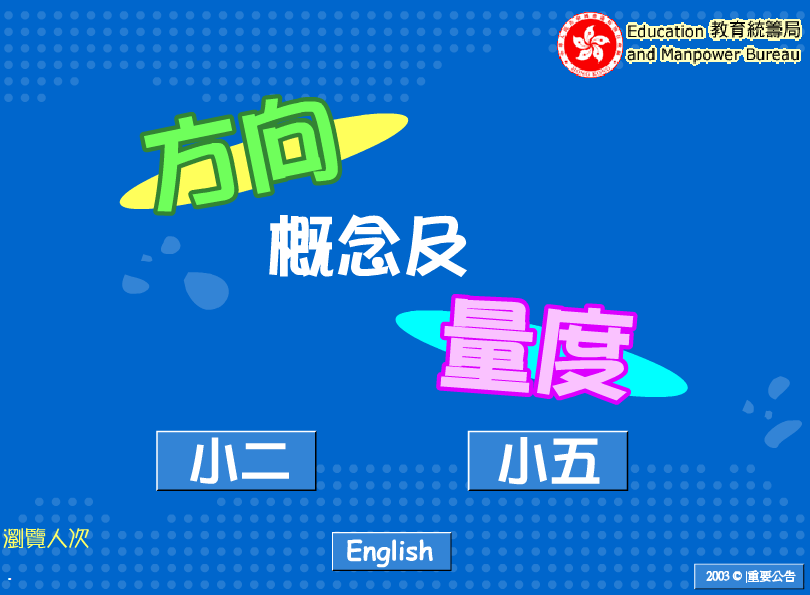 Education 教育統籌局
and Manpower Bureau
方向
概念及
量度
小二
小五
瀏覽人次
English
2003 © |重要公告